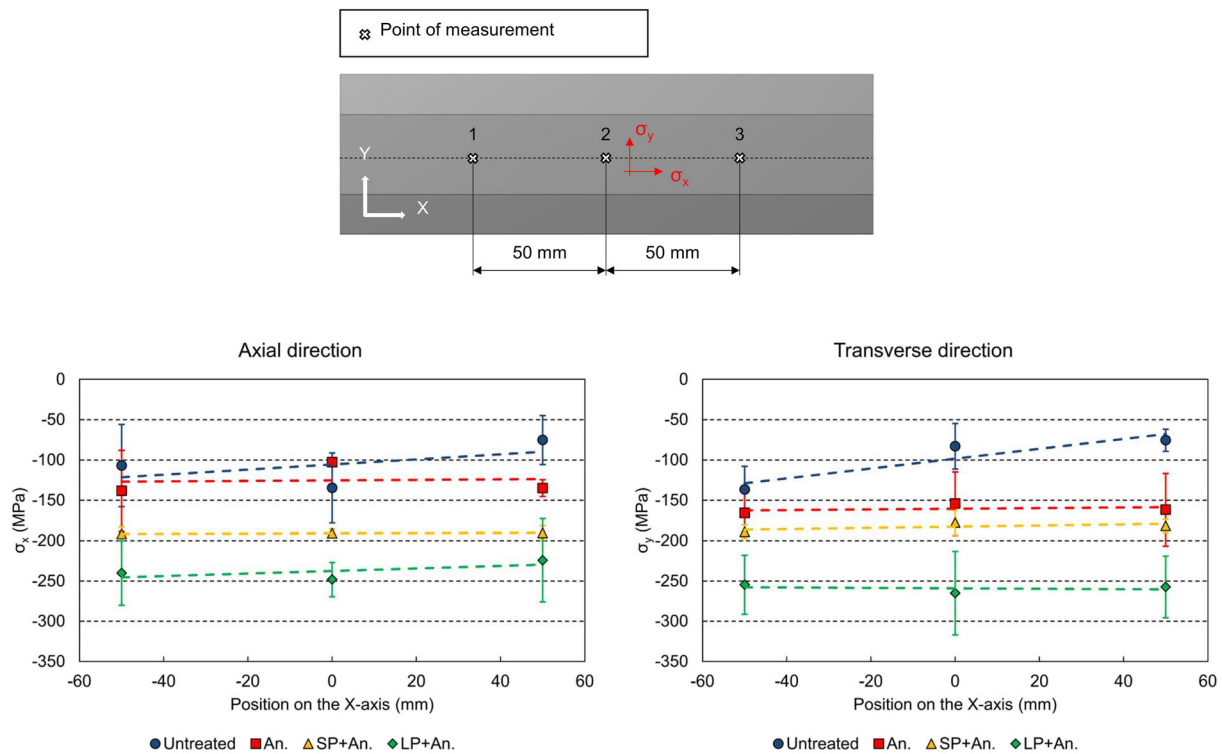 Point of measurement
1 2 3
σy
σx
Y
X
50 mm 50 mm
Axial direction
0
-50
-100
-150
-200
-250
-300
-350
σx (MPa)
-60 -40 -20 0 20 40 60
Position on the X-axis (mm)
Untreated An. SP+An. LP+An.
Transverse direction
0
-50
-100
-150
-200
-250
-300
-350
σy (MPa)
-60 -40 -20 0 20 40 60
Position on the X-axis (mm)
Untreated An. SP+An. LP+An.